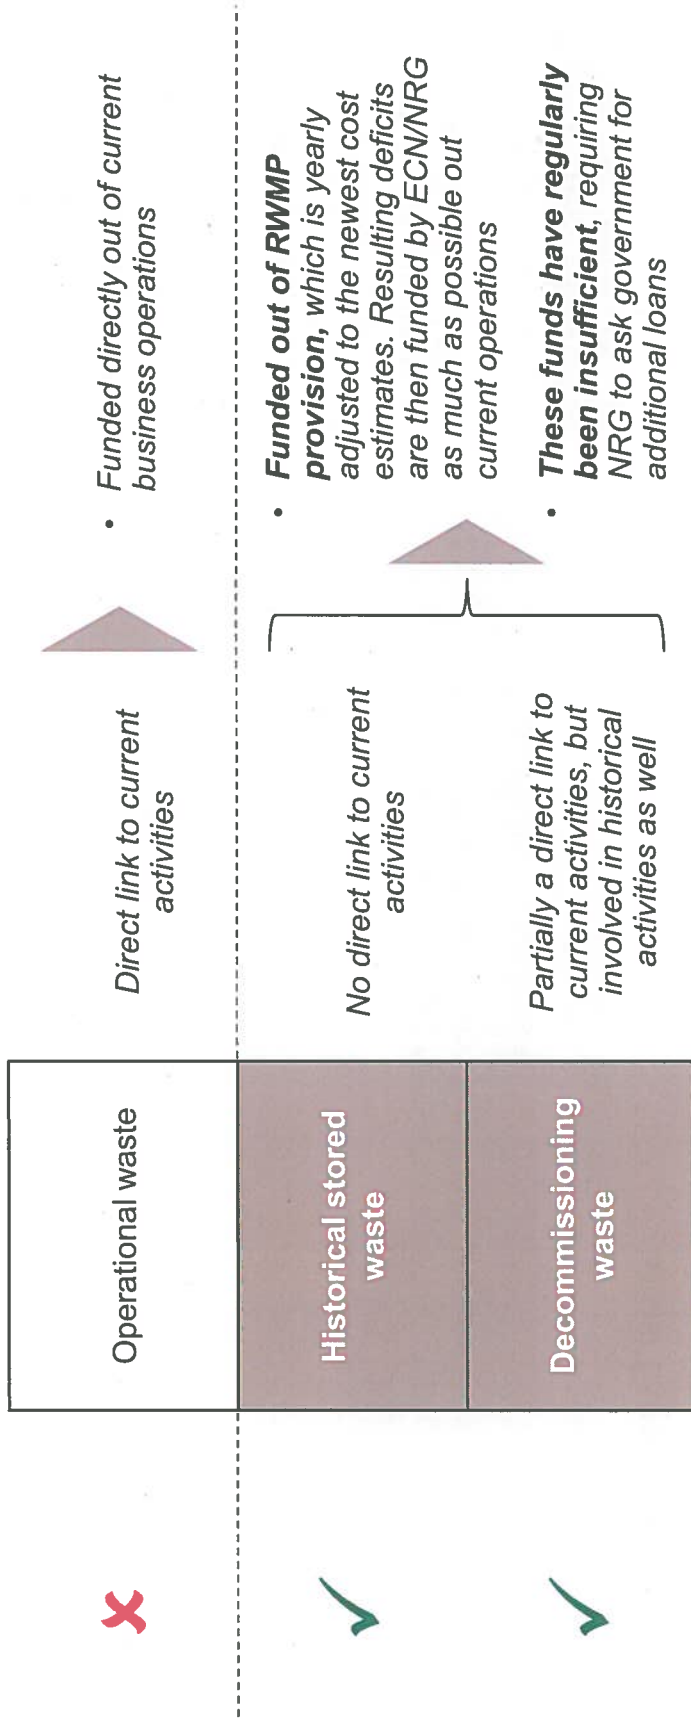 ✗
Operational waste
Direct link to current
activities
• Funded directly out of current
business operations
✓
Historical stored
waste
No direct link to current
activities
✓
Decommissioning
waste
Partially a direct link to
current activities, but
involved in historical
activities as well
• Funded out of RWMP
provision, which is yearly
adjusted to the newest cost
estimates. Resulting deficits
are then funded by ECN/NRG
as much as possible out
current operations
• These funds have regularly
been insufficient, requiring
NRG to ask government for
additional loans